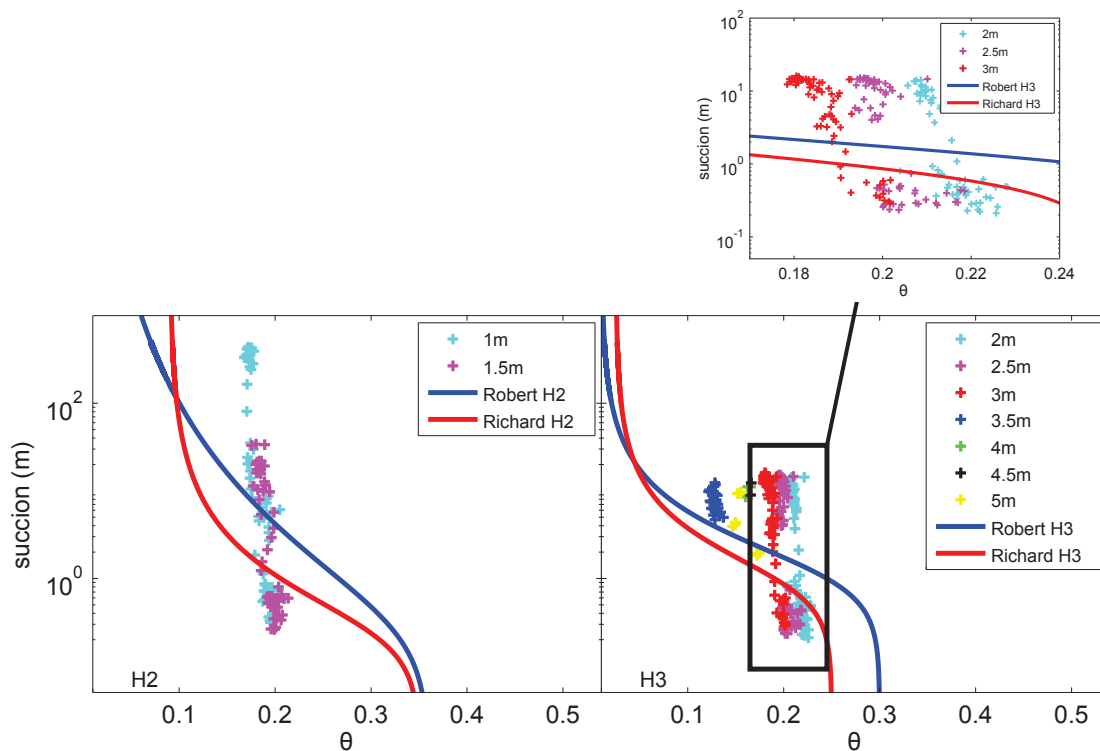 10²
10¹
10⁰
10⁻¹
succion (m)
0.18
0.2
0.22
0.24
θ
2m
2.5m
3m
Robert H3
Richard H3
succion (m)
10²
10⁰
1m
1.5m
Robert H2
Richard H2
H2
0.1
0.2
0.3
0.4
0.5
θ
2m
2.5m
3m
3.5m
4m
4.5m
5m
Robert H3
Richard H3
H3
0.1
0.2
0.3
0.4
0.5
θ